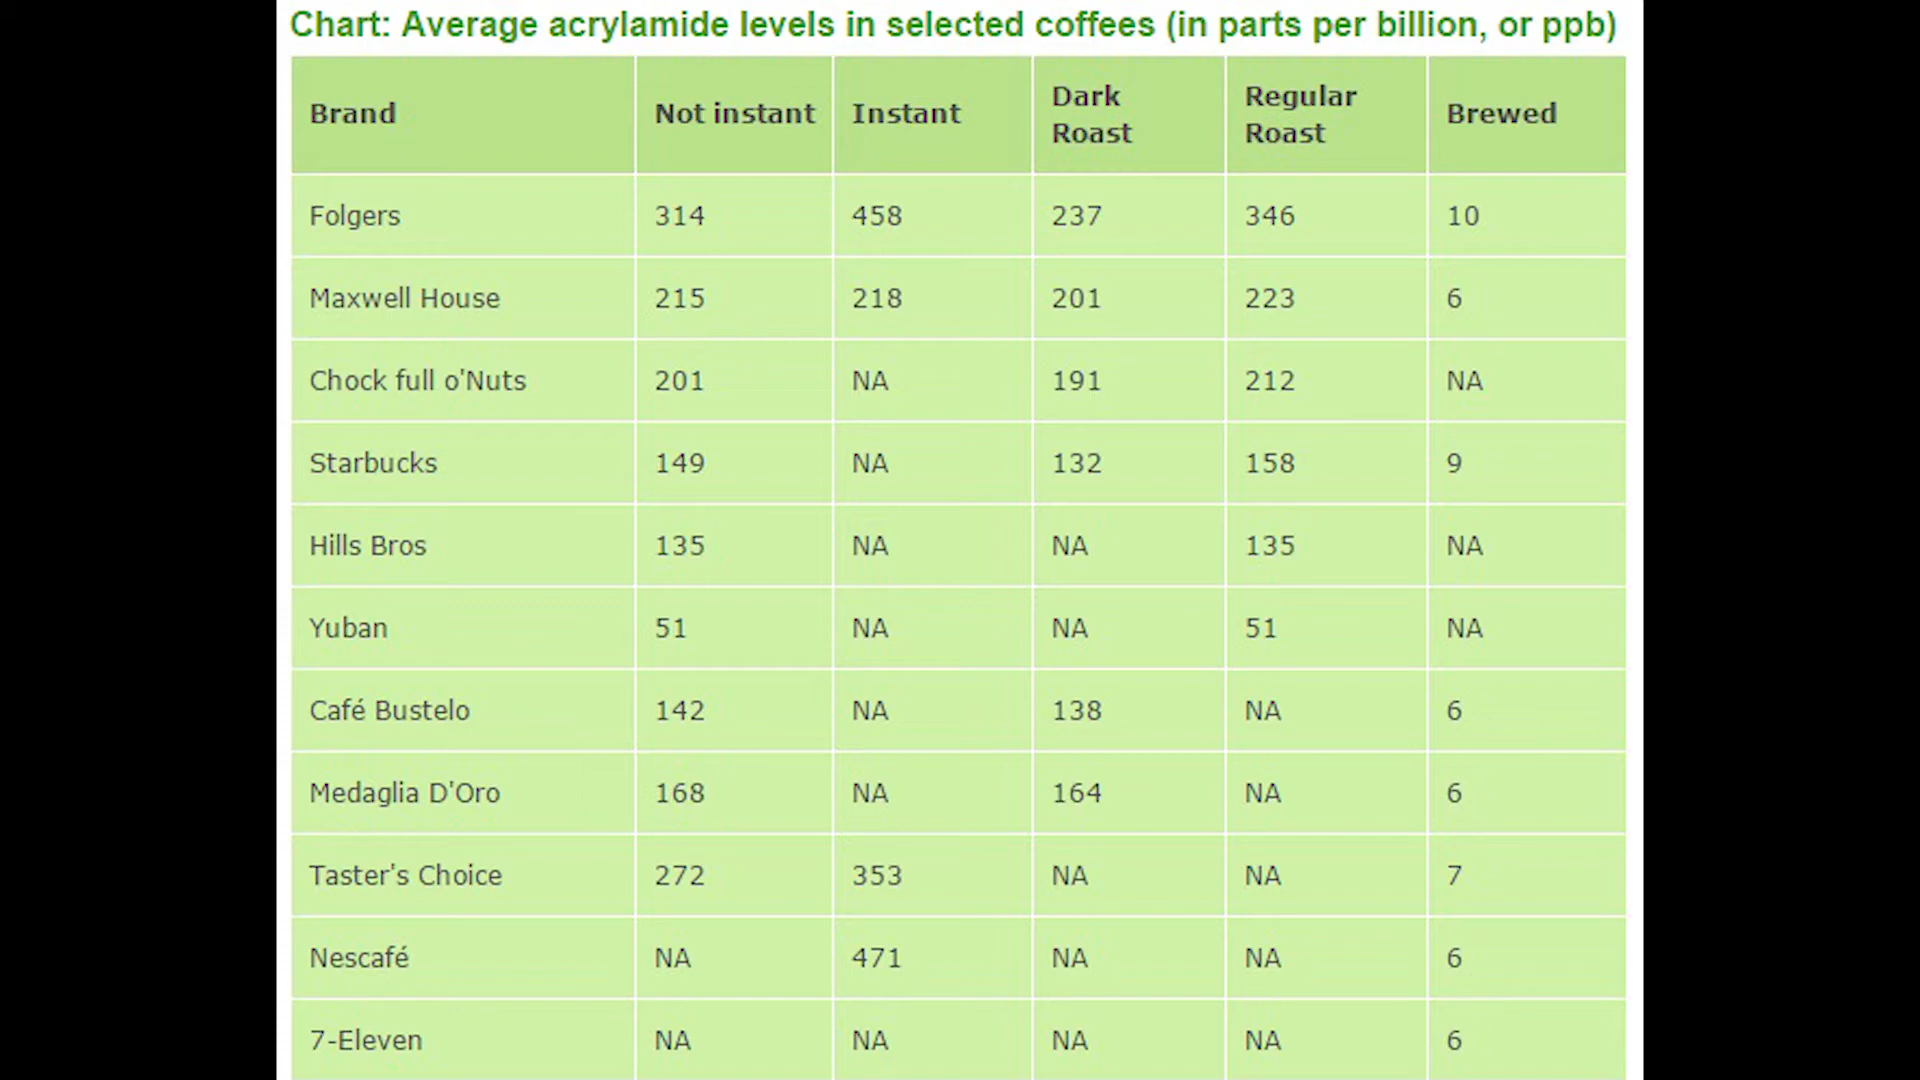 Chart: Average acrylamide levels in selected coffees (in parts per billion, or ppb)
Brand Not instant Instant Dark Roast Regular Roast Brewed
Folgers 314 458 237 346 10
Maxwell House 215 218 201 223 6
Chock full o'Nuts 201 NA 191 212 NA
Starbucks 149 NA 132 158 9
Hills Bros 135 NA NA 135 NA
Yuban 51 NA NA 51 NA
Café Bustelo 142 NA 138 NA 6
Medaglia D'Oro 168 NA 164 NA 6
Taster's Choice 272 353 NA NA 7
Nescafé NA 471 NA NA 6
7-Eleven NA NA NA NA 6